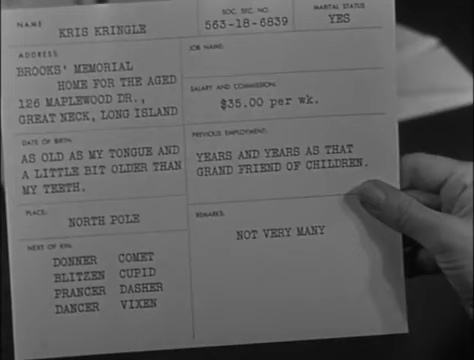 NAME
KRIS KRINGLE
SOC. SEC. NO.
563-18-6839
MARITAL STATUS
YES
ADDRESS:
BROOKS' MEMORIAL
HOME FOR THE AGED
126 MAPLEWOOD DR.,
GREAT NECK, LONG ISLAND
JOB NAME:
SALARY AND COMMISSION:
$35.00 per wk.
DATE OF BIRTH:
AS OLD AS MY TONGUE AND
A LITTLE BIT OLDER THAN
MY TEETH.
PREVIOUS EMPLOYMENT:
YEARS AND YEARS AS THAT
GRAND FRIEND OF CHILDREN.
PLACE:
NORTH POLE
REMARKS:
NOT VERY MANY
NEXT OF KIN:
DONNER COMET
BLITZEN CUPID
PRANCER DASHER
DANCER VIXEN